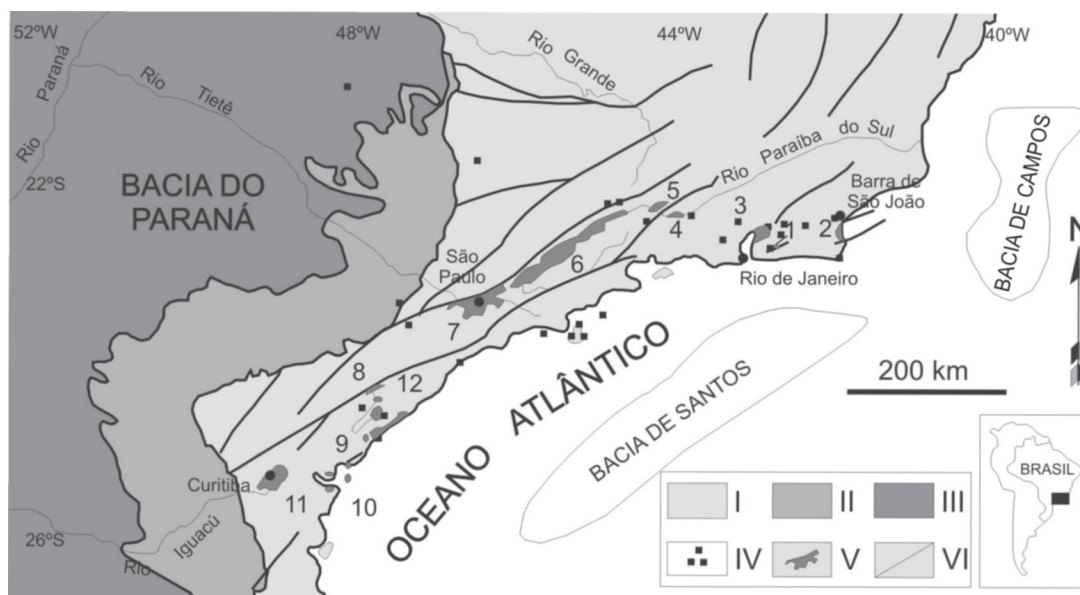 52ºW
48ºW
44ºW
40ºW
Rio Paraná
Rio Tietê
Rio Grande
Rio Paraíba do Sul
22ºS
BACIA DO
PARANÁ
Barra de
São João
BACIA DE CAMPOS
N
5
3
4
1
2
São
Paulo
6
Rio de Janeiro
7
8
12
9
10
11
OCEANO ATLÂNTICO
BACIA DE SANTOS
200 km
Curitiba
Rio Iguacú
26ºS
I
II
III
IV
V
VI
BRASIL